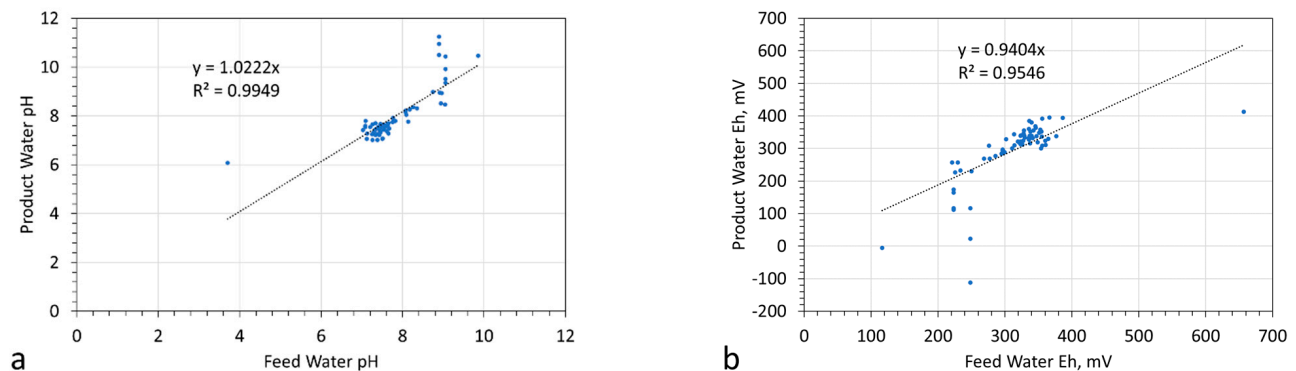 12
10
8
6
4
2
0
Product Water pH
y = 1.0222x
R² = 0.9949
0 2 4 6 8 10 12
Feed Water pH
a
700
600
500
400
300
200
100
0
-100
-200
Product Water Eh, mV
y = 0.9404x
R² = 0.9546
0 100 200 300 400 500 600 700
Feed Water Eh, mV
b